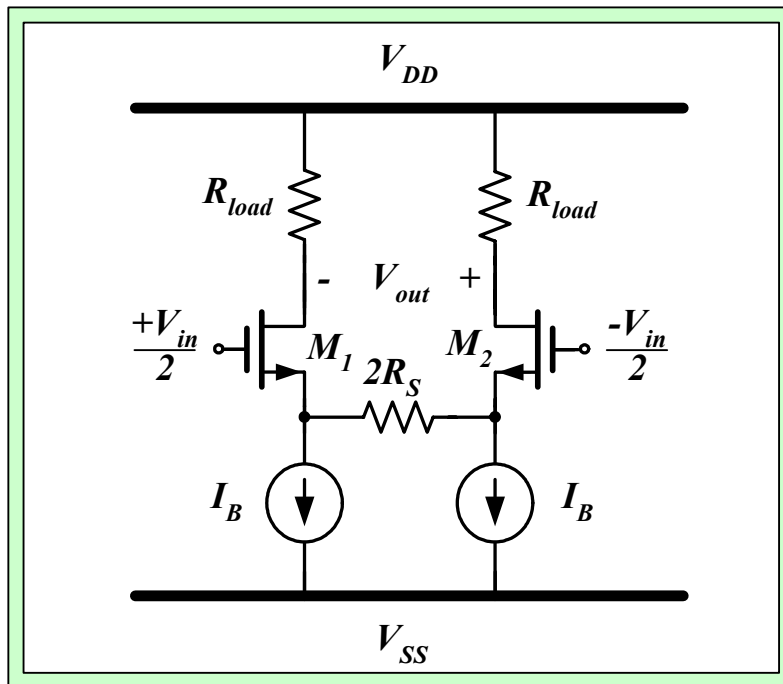 V_DD
R_load
R_load
- V_out +
+V_in
2
M_1
M_2
-V_in
2
2R_S
I_B
I_B
V_SS